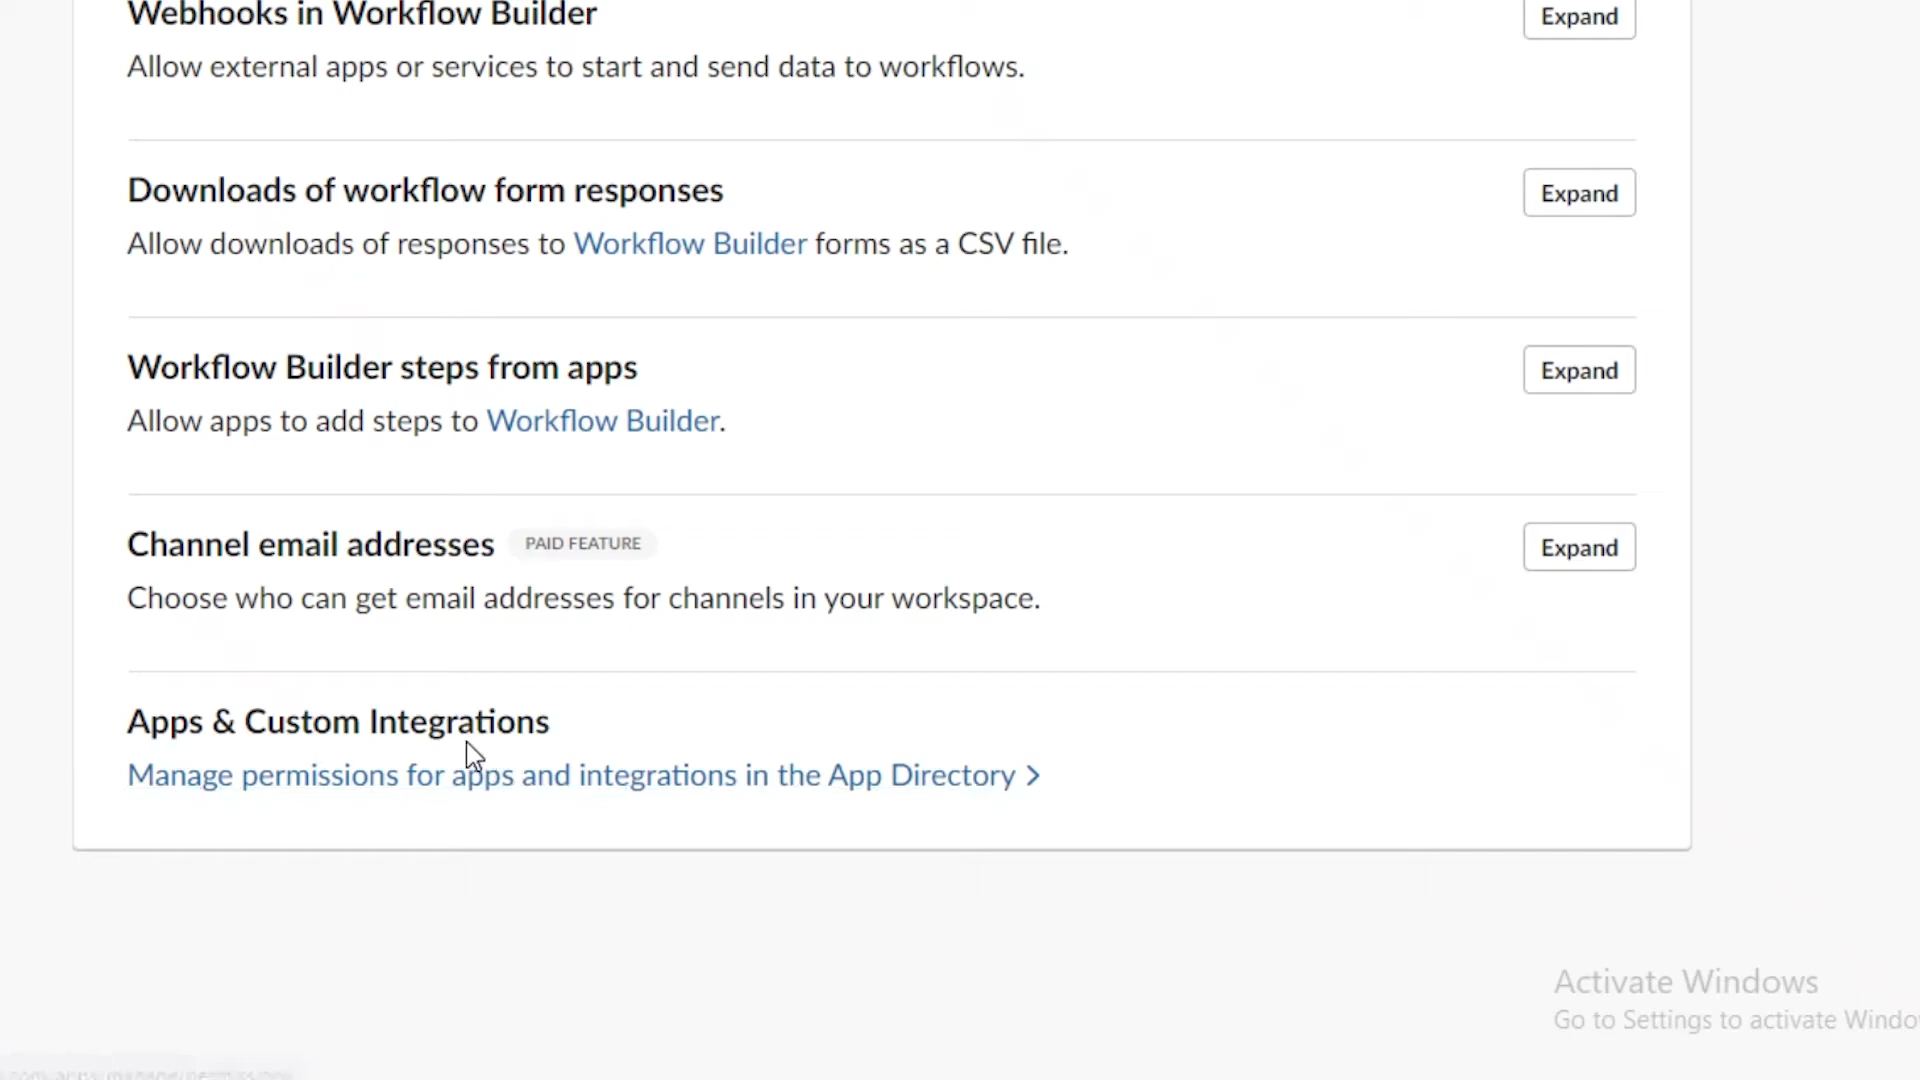 Webhooks in Workflow Builder
Expand
Allow external apps or services to start and send data to workflows.
Downloads of workflow form responses
Expand
Allow downloads of responses to Workflow Builder forms as a CSV file.
Workflow Builder steps from apps
Expand
Allow apps to add steps to Workflow Builder.
Channel email addresses PAID FEATURE
Expand
Choose who can get email addresses for channels in your workspace.
Apps & Custom Integrations
Manage permissions for apps and integrations in the App Directory >
Activate Windows
Go to Settings to activate Windo